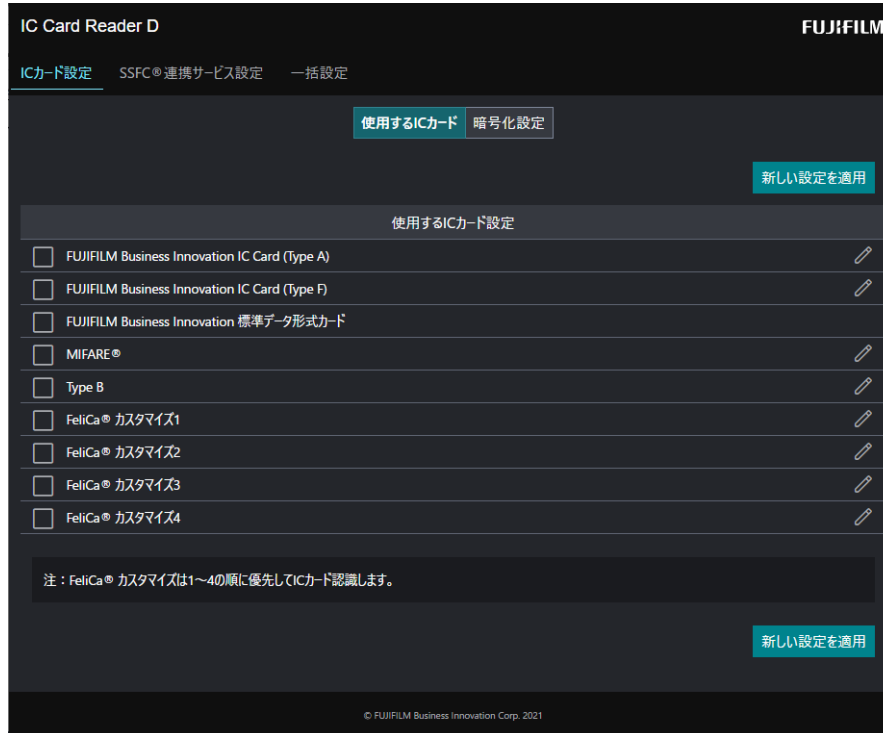 IC Card Reader D
FUJIFILM
ICカード設定 SSFC®連携サービス設定 一括設定
使用するICカード 暗号化設定
新しい設定を適用
使用するICカード設定
FUJIFILM Business Innovation IC Card (Type A)
FUJIFILM Business Innovation IC Card (Type F)
FUJIFILM Business Innovation 標準データ形式カード
MIFARE®
Type B
FeliCa® カスタマイズ1
FeliCa® カスタマイズ2
FeliCa® カスタマイズ3
FeliCa® カスタマイズ4
注：FeliCa® カスタマイズは1～4の順に優先してICカード認識します。
新しい設定を適用
© FUJIFILM Business Innovation Corp. 2021